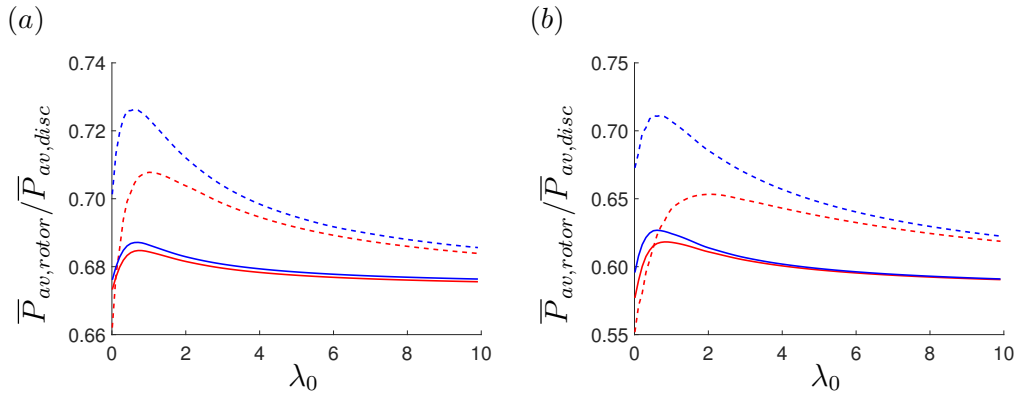 (a)
(b)
0.74
0.72
0.70
0.68
0.66
0 2 4 6 8 10
λ₀
P̅_{av,rotor}/P̅_{av,disc}
0.75
0.70
0.65
0.60
0.55
0 2 4 6 8 10
λ₀
P̅_{av,rotor}/P̅_{av,disc}